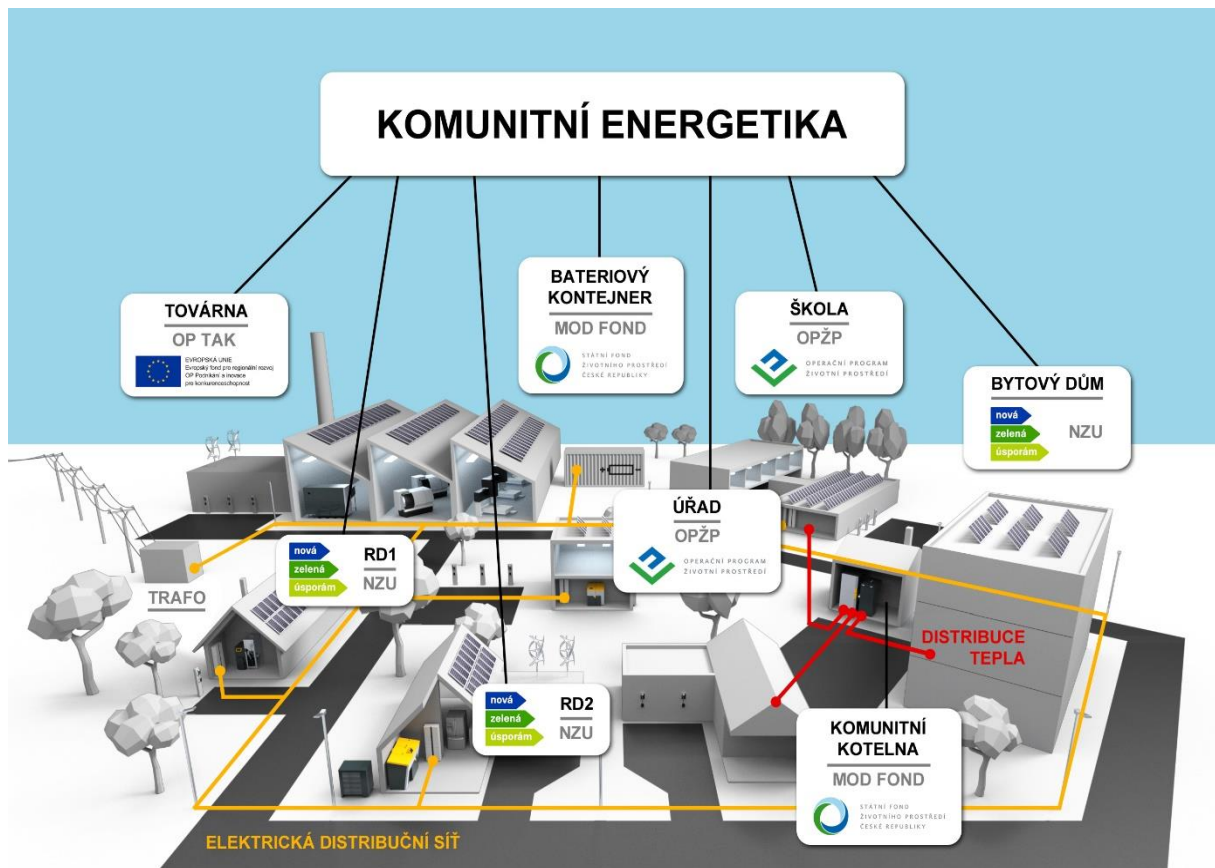 KOMUNITNÍ ENERGETIKA
TOVÁRNA
OP TAK
EVROPSKÁ UNIE
Evropský fond pro regionální rozvoj
OP Podnikání a inovace
pro konkurenceschopnost
BATERIOVÝ
KONTEJNER
MOD FOND
STÁTNÍ FOND
ŽIVOTNÍHO PROSTŘEDÍ
ČESKÉ REPUBLIKY
ŠKOLA
OPŽP
OPERAČNÍ PROGRAM
ŽIVOTNÍ PROSTŘEDÍ
BYTOVÝ DŮM
nová
zelená
úsporám
NZU
ÚŘAD
OPŽP
OPERAČNÍ PROGRAM
ŽIVOTNÍ PROSTŘEDÍ
nová
zelená
úsporám
RD1
NZU
TRAFO
DISTRIBUCE
TEPLA
nová
zelená
úsporám
RD2
NZU
KOMUNITNÍ
KOTELNA
MOD FOND
STÁTNÍ FOND
ŽIVOTNÍHO PROSTŘEDÍ
ČESKÉ REPUBLIKY
ELEKTRICKÁ DISTRIBUČNÍ SÍŤ